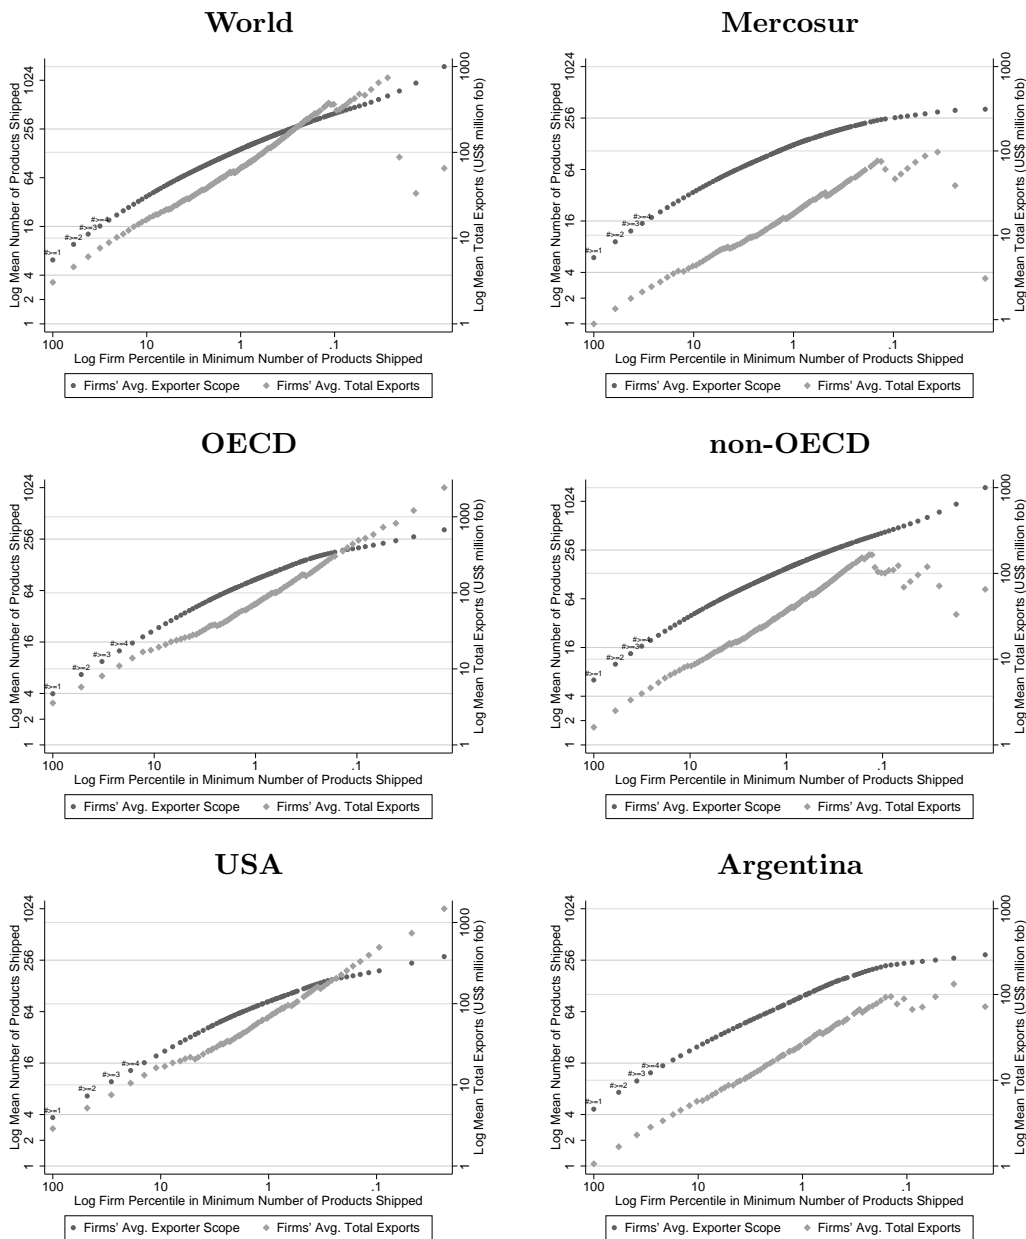 World
Log Mean Number of Products Shipped
1 2 4 16 64 256 1024
#>=1
#>=2
#>=3
#>=4
1 10 100 1000
Log Mean Total Exports (US$ million fob)
100 10 1 .1
Log Firm Percentile in Minimum Number of Products Shipped
Firms' Avg. Exporter Scope Firms' Avg. Total Exports
Mercosur
Log Mean Number of Products Shipped
1 2 4 16 64 256 1024
#>=1
#>=2
#>=3
#>=4
1 10 100 1000
Log Mean Total Exports (US$ million fob)
100 10 1 .1
Log Firm Percentile in Minimum Number of Products Shipped
Firms' Avg. Exporter Scope Firms' Avg. Total Exports
OECD
Log Mean Number of Products Shipped
1 2 4 16 64 256 1024
#>=1
#>=2
#>=3
#>=4
1 10 100 1000
Log Mean Total Exports (US$ million fob)
100 10 1 .1
Log Firm Percentile in Minimum Number of Products Shipped
Firms' Avg. Exporter Scope Firms' Avg. Total Exports
non-OECD
Log Mean Number of Products Shipped
1 2 4 16 64 256 1024
#>=1
#>=2
#>=3
#>=4
1 10 100 1000
Log Mean Total Exports (US$ million fob)
100 10 1 .1
Log Firm Percentile in Minimum Number of Products Shipped
Firms' Avg. Exporter Scope Firms' Avg. Total Exports
USA
Log Mean Number of Products Shipped
1 2 4 16 64 256 1024
#>=1
#>=2
#>=3
#>=4
1 10 100 1000
Log Mean Total Exports (US$ million fob)
100 10 1 .1
Log Firm Percentile in Minimum Number of Products Shipped
Firms' Avg. Exporter Scope Firms' Avg. Total Exports
Argentina
Log Mean Number of Products Shipped
1 2 4 16 64 256 1024
#>=1
#>=2
#>=3
#>=4
1 10 100 1000
Log Mean Total Exports (US$ million fob)
100 10 1 .1
Log Firm Percentile in Minimum Number of Products Shipped
Firms' Avg. Exporter Scope Firms' Avg. Total Exports